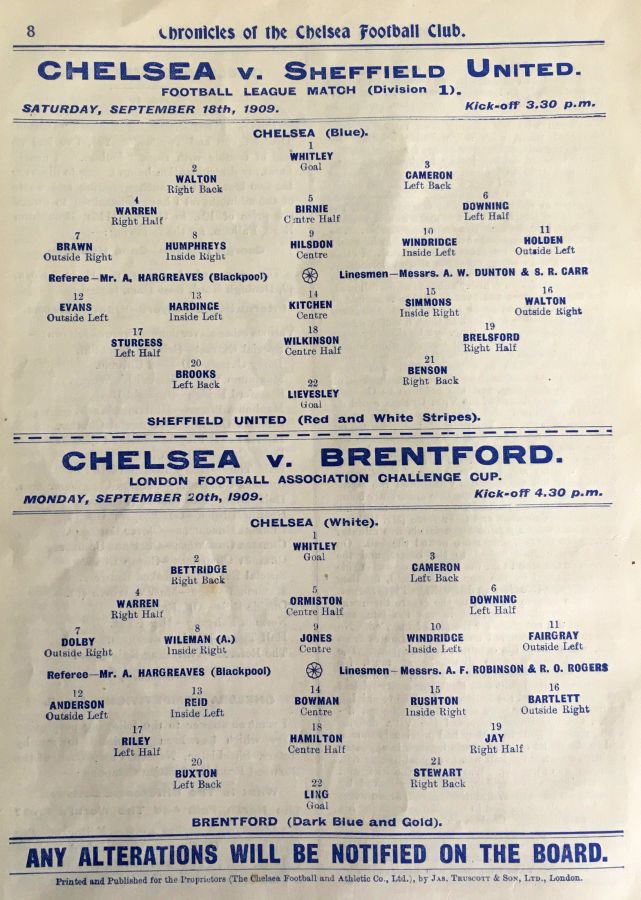 8 Chronicles of the Chelsea Football Club.
CHELSEA v. SHEFFIELD UNITED.
FOOTBALL LEAGUE MATCH (Division 1).
SATURDAY, SEPTEMBER 18th, 1909. Kick-off 3.30 p.m.
CHELSEA (Blue).
1
WHITLEY
Goal
2 3
WALTON CAMERON
Right Back Left Back
4 5 6
WARREN BIRNIE DOWNING
Right Half Centre Half Left Half
7 8 9 10 11
BRAWN HUMPHREYS HILSDON WINDRIDGE HOLDEN
Outside Right Inside Right Centre Inside Left Outside Left
Referee—Mr. A. HARGREAVES (Blackpool) Linesmen—Messrs. A. W. DUNTON & S. R. CARR
12 13 14 15 16
EVANS HARDINGE KITCHEN SIMMONS WALTON
Outside Left Inside Left Centre Inside Right Outside Right
17 18 19
STURGESS WILKINSON BRELSFORD
Left Half Centre Half Right Half
20 21
BROOKS BENSON
Left Back Right Back
22
LIEVESLEY
Goal
SHEFFIELD UNITED (Red and White Stripes).
CHELSEA v. BRENTFORD.
LONDON FOOTBALL ASSOCIATION CHALLENGE CUP.
MONDAY, SEPTEMBER 20th, 1909. Kick-off 4.30 p.m.
CHELSEA (White).
1
WHITLEY
Goal
2 3
BETTRIDGE CAMERON
Right Back Left Back
4 5 6
WARREN ORMISTON DOWNING
Right Half Centre Half Left Half
7 8 9 10 11
DOLBY WILEMAN (A.) JONES WINDRIDGE FAIRGRAY
Outside Right Inside Right Centre Inside Left Outside Left
Referee—Mr. A. HARGREAVES (Blackpool) Linesmen—Messrs. A. F. ROBINSON & R. O. ROGERS
12 13 14 15 16
ANDERSON REID BOWMAN RUSHTON BARTLETT
Outside Left Inside Left Centre Inside Right Outside Right
17 18 19
RILEY HAMILTON JAY
Left Half Centre Half Right Half
20 21
BUXTON STEWART
Left Back Right Back
22
LING
Goal
BRENTFORD (Dark Blue and Gold).
ANY ALTERATIONS WILL BE NOTIFIED ON THE BOARD.
Printed and Published for the Proprietors (The Chelsea Football and Athletic Co., Ltd.), by JAS. TRUSCOTT & SON, LTD., London.